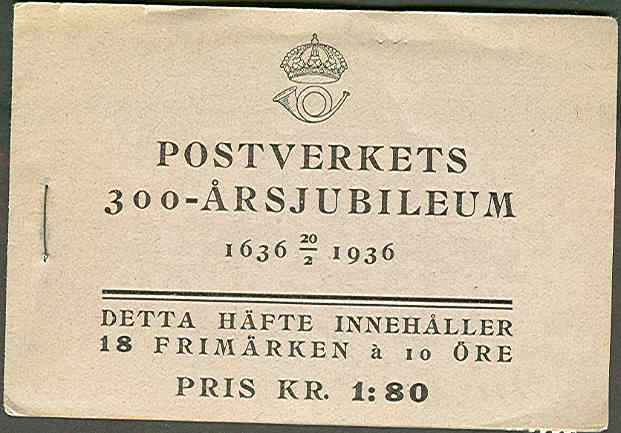 POSTVERKETS
300-ÅRSJUBILEUM
1636 20/2 1936
DETTA HÄFTE INNEHÅLLER
18 FRIMÄRKEN à 10 ÖRE
PRIS KR. 1:80